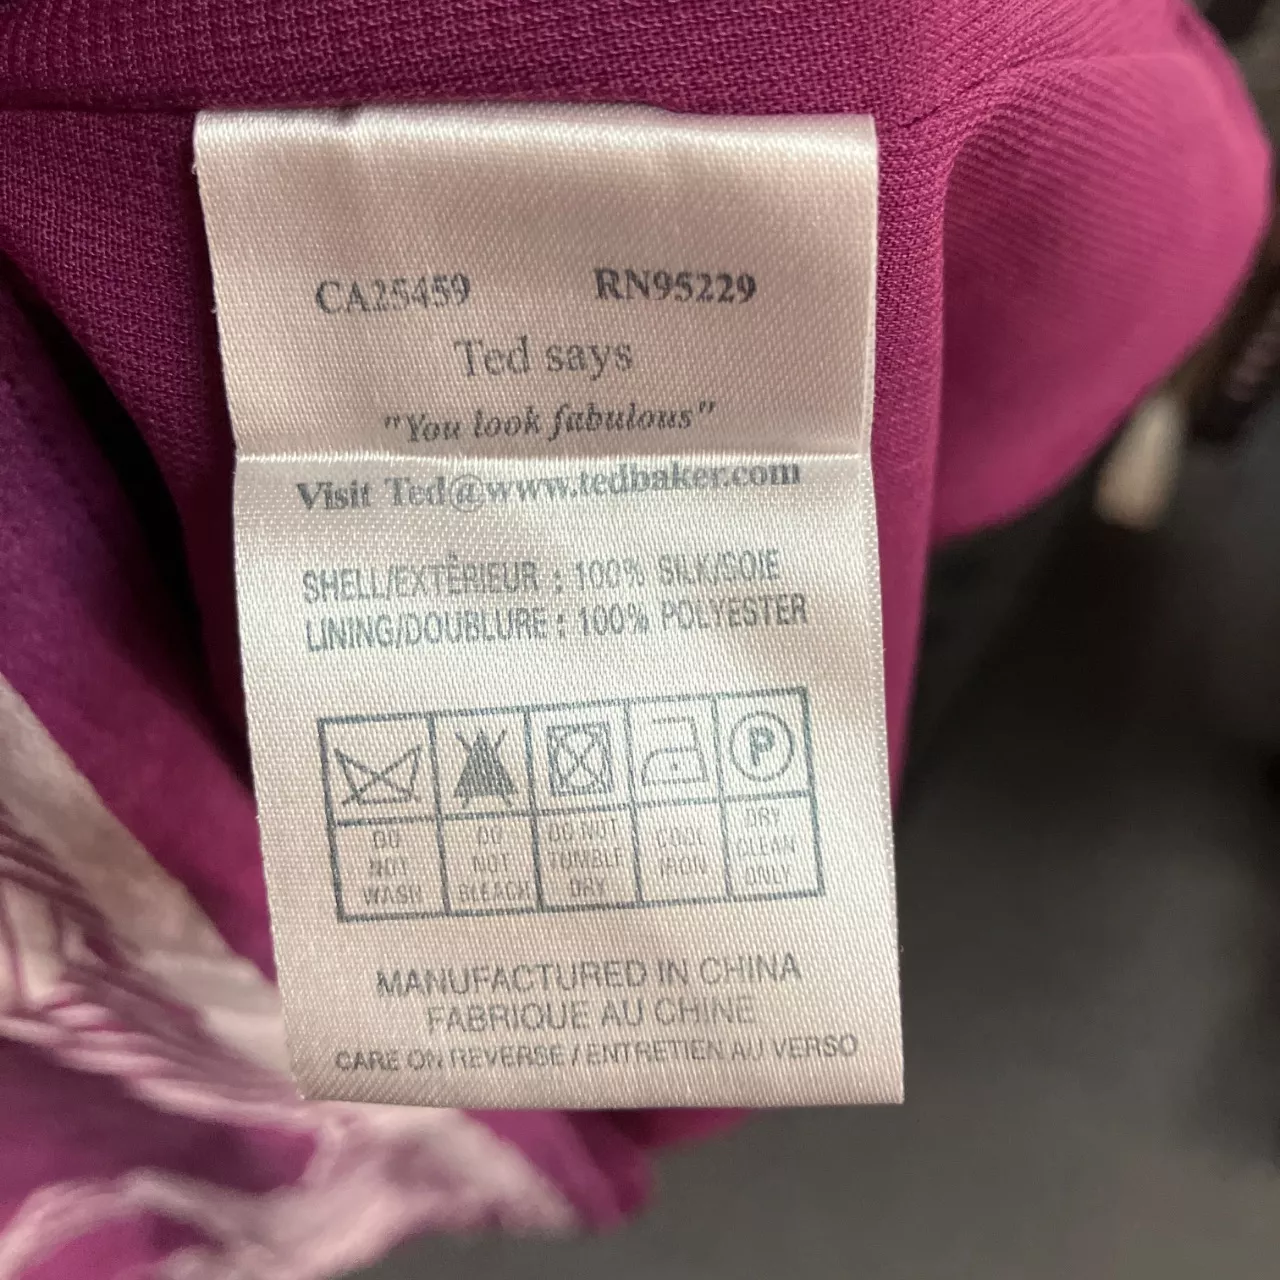 CA25459 RN95229
Ted says
"You look fabulous"
Visit Ted@www.tedbaker.com
SHELL/EXTÊRIEUR : 100% SILK/SOIE
LINING/DOUBLURE : 100% POLYESTER
P
DO NOT WASH
DO NOT BLEACH
DO NOT TUMBLE DRY
COOL IRON
DRY CLEAN ONLY
MANUFACTURED IN CHINA
FABRIQUE AU CHINE
CARE ON REVERSE / ENTRETIEN AU VERSO